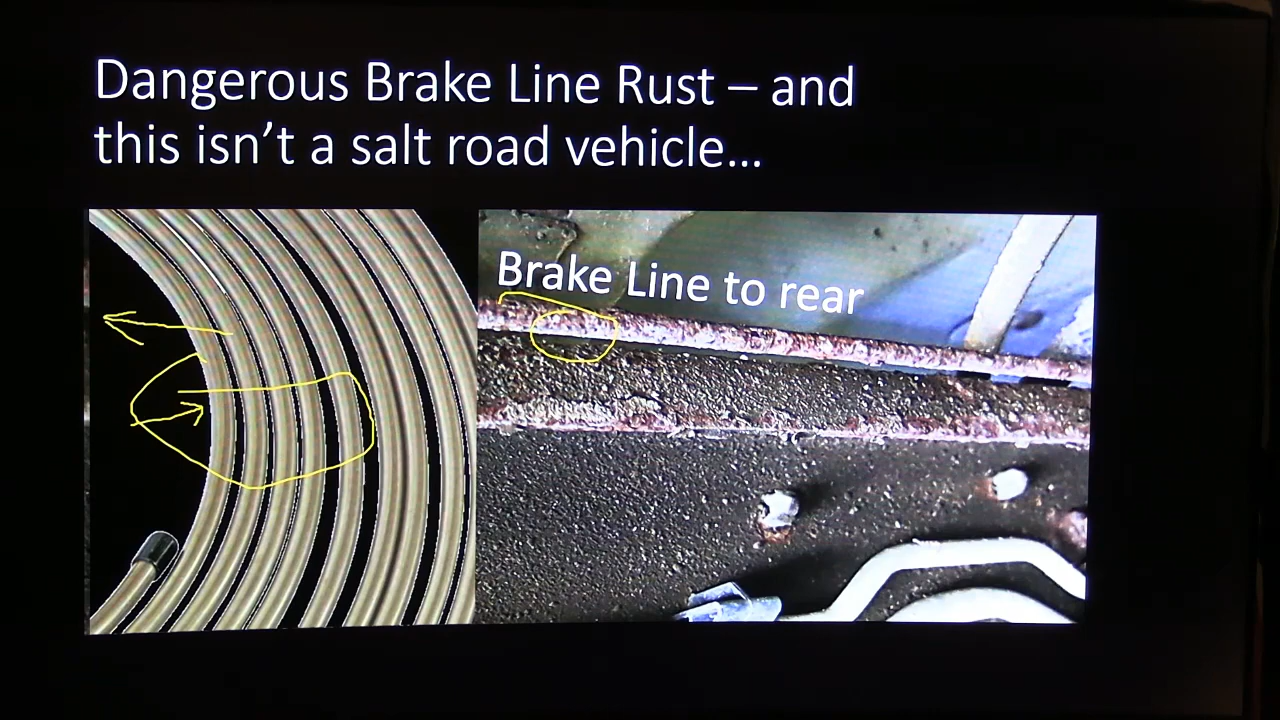 Dangerous Brake Line Rust – and
this isn’t a salt road vehicle…
Brake Line to rear